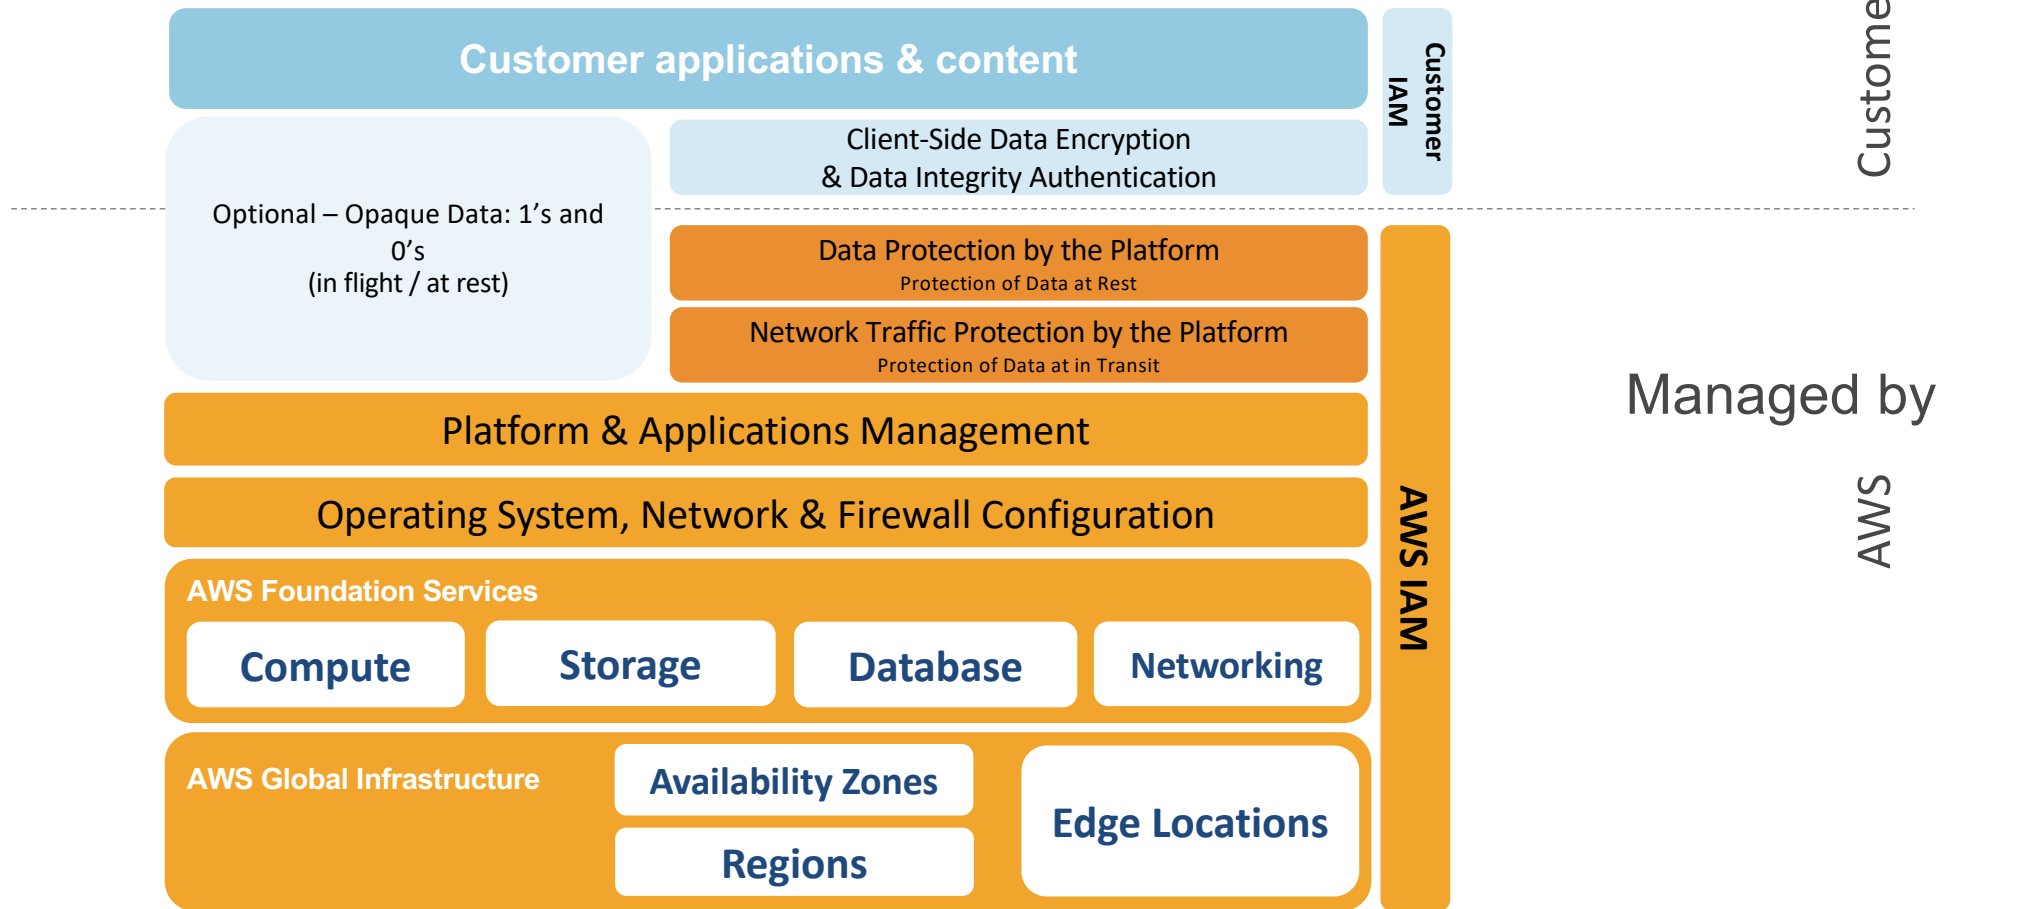 Customer applications & content
Customer
IAM
Client-Side Data Encryption
& Data Integrity Authentication
Optional – Opaque Data: 1’s and
0’s
(in flight / at rest)
Data Protection by the Platform
Protection of Data at Rest
Network Traffic Protection by the Platform
Protection of Data at in Transit
Platform & Applications Management
Operating System, Network & Firewall Configuration
AWS Foundation Services
Compute
Storage
Database
Networking
AWS Global Infrastructure
Availability Zones
Regions
Edge Locations
AWS IAM
Custome
Managed by
AWS